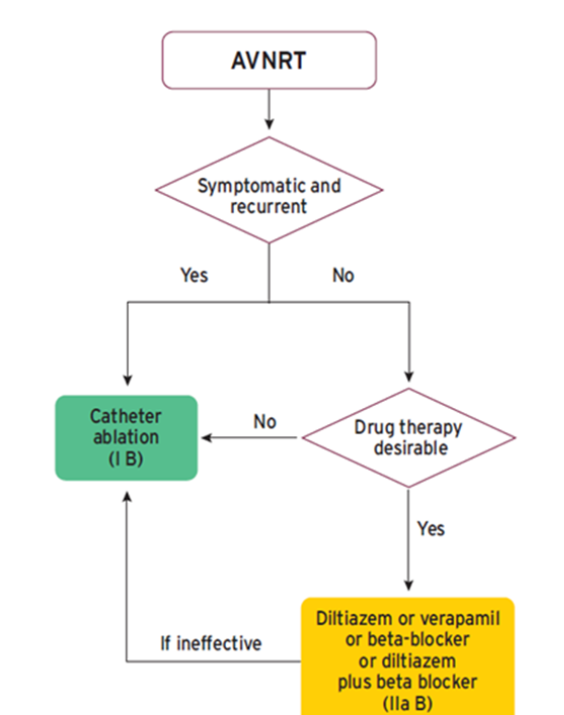 AVNRT
Symptomatic and
recurrent
Yes
No
Catheter
ablation
(I B)
No
Drug therapy
desirable
Yes
If ineffective
Diltiazem or verapamil
or beta-blocker
or diltiazem
plus beta blocker
(IIa B)